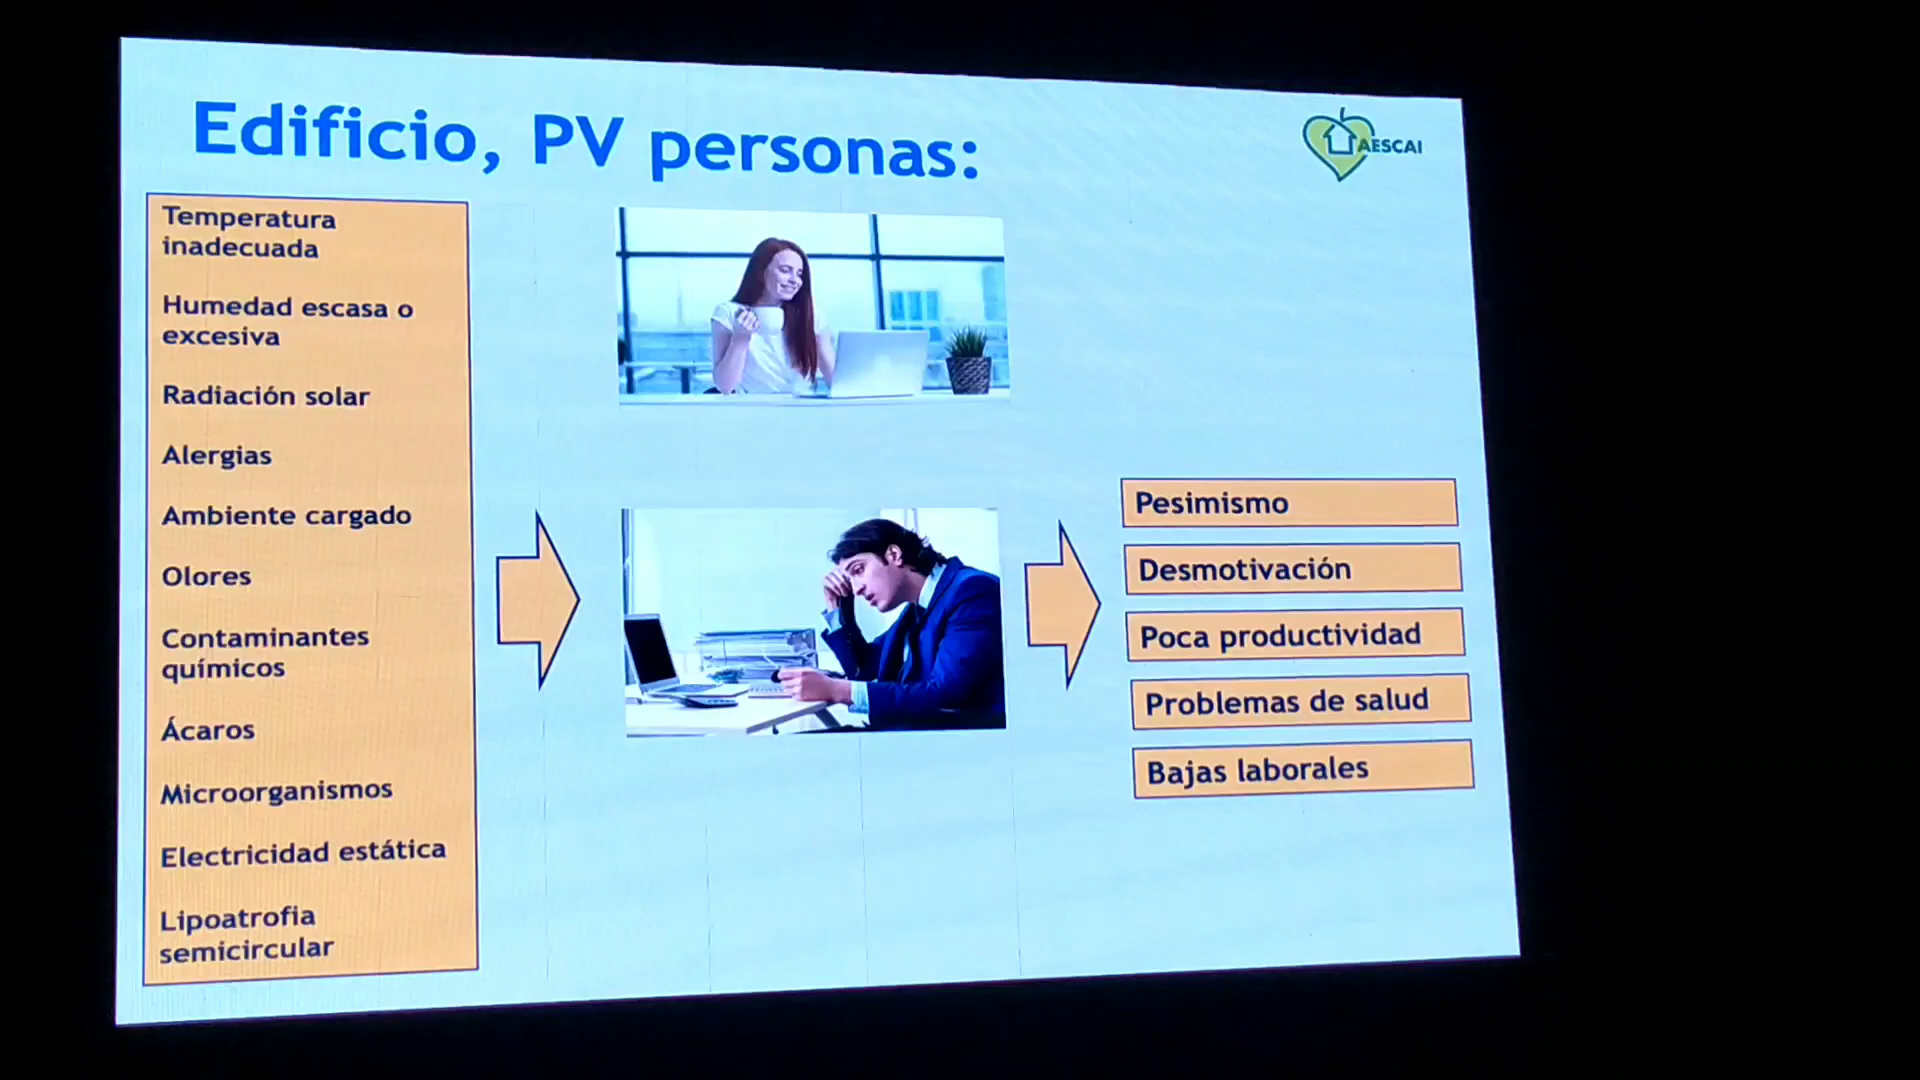 Edificio, PV personas:
AESCAI
Temperatura
inadecuada
Humedad escasa o
excesiva
Radiación solar
Alergias
Ambiente cargado
Olores
Contaminantes
químicos
Ácaros
Microorganismos
Electricidad estática
Lipoatrofia
semicircular
Pesimismo
Desmotivación
Poca productividad
Problemas de salud
Bajas laborales